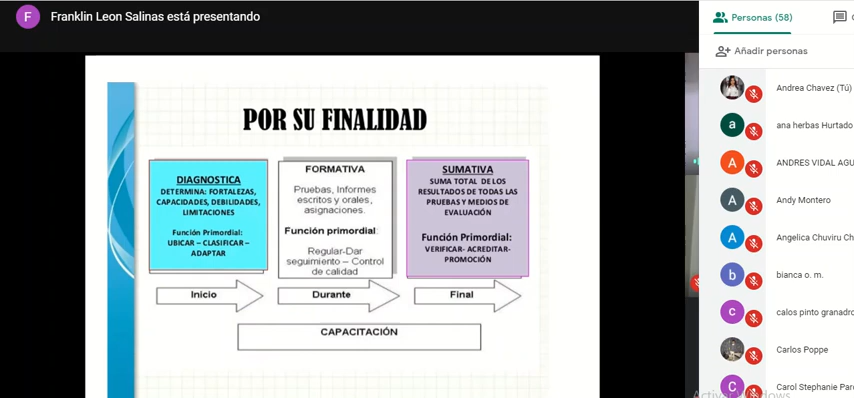 F
Franklin Leon Salinas está presentando
Personas (58)
Añadir personas
Andrea Chavez (Tú)
a
ana herbas Hurtado
A
ANDRES VIDAL AGU
A
Andy Montero
A
Angelica Chuviru Ch
b
bianca o. m.
c
calos pinto granadro
Carlos Poppe
C
Carol Stephanie Par
Activar Windows
POR SU FINALIDAD
DIAGNOSTICA
DETERMINA: FORTALEZAS,
CAPACIDADES, DEBILIDADES,
LIMITACIONES
Función Primordial:
UBICAR – CLASIFICAR –
ADAPTAR
FORMATIVA
Pruebas, Informes
escritos y orales,
asignaciones.
Función primordial:
Regular-Dar
seguimiento – Control
de calidad
SUMATIVA
SUMA TOTAL DE LOS
RESULTADOS DE TODAS LAS
PRUEBAS Y MEDIOS DE
EVALUACIÓN
Función Primordial:
VERIFICAR- ACREDITAR-
PROMOCIÓN
Inicio
Durante
Final
CAPACITACIÓN